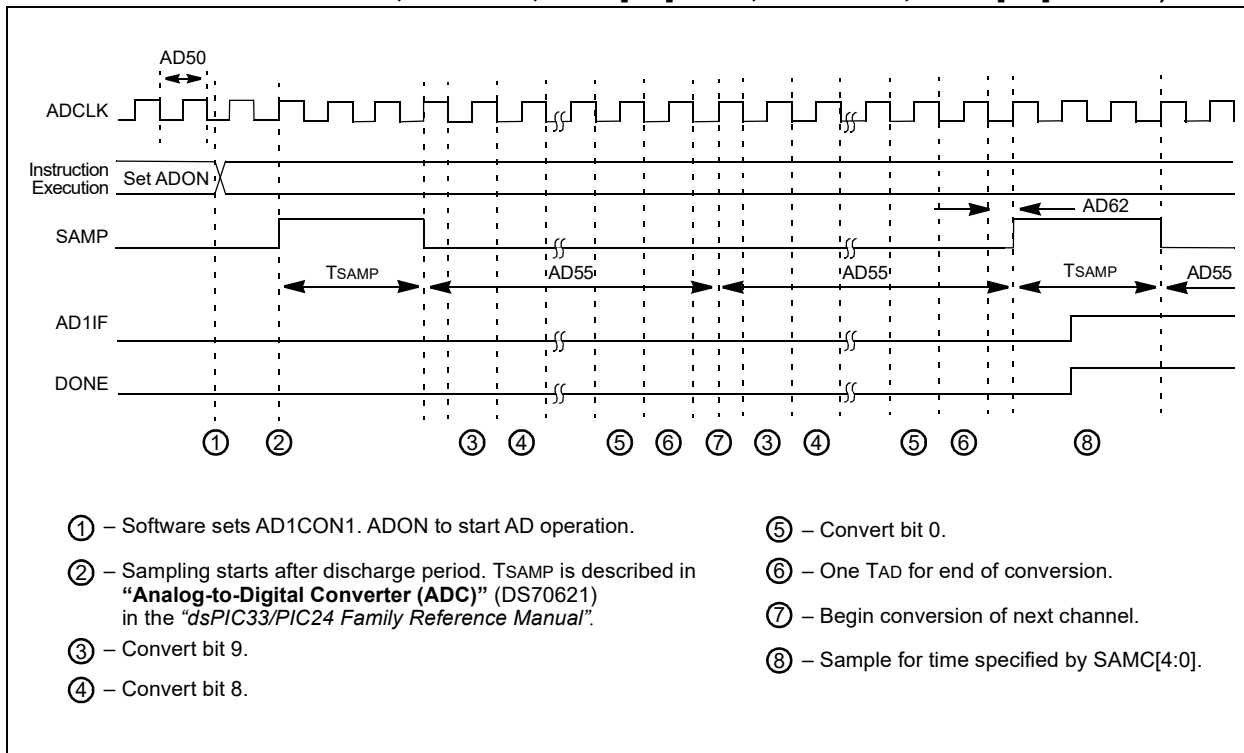 AD50
ADCLK
Instruction
Execution
Set ADON
AD62
SAMP
TSAMP
AD55
AD55
TSAMP
AD55
AD1IF
DONE
1 2 3 4 5 6 7 3 4 5 6 8
1 – Software sets AD1CON1. ADON to start AD operation.
2 – Sampling starts after discharge period. TSAMP is described in
“Analog-to-Digital Converter (ADC)” (DS70621)
in the “dsPIC33/PIC24 Family Reference Manual”.
3 – Convert bit 9.
4 – Convert bit 8.
5 – Convert bit 0.
6 – One TAD for end of conversion.
7 – Begin conversion of next channel.
8 – Sample for time specified by SAMC[4:0].